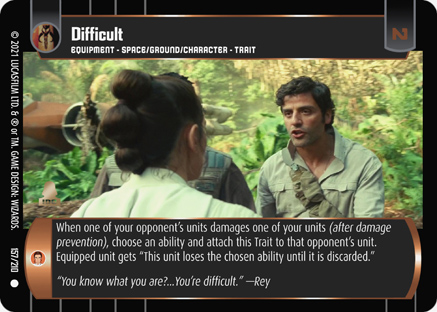 Difficult
EQUIPMENT - SPACE/GROUND/CHARACTER - TRAIT
N
When one of your opponent's units damages one of your units (after damage
prevention), choose an ability and attach this Trait to that opponent's unit.
Equipped unit gets "This unit loses the chosen ability until it is discarded."
"You know what you are?...You're difficult." —Rey
© 2021 LUCASFILM LTD. & ® or TM. GAME DESIGN: WIZARDS.
157/210